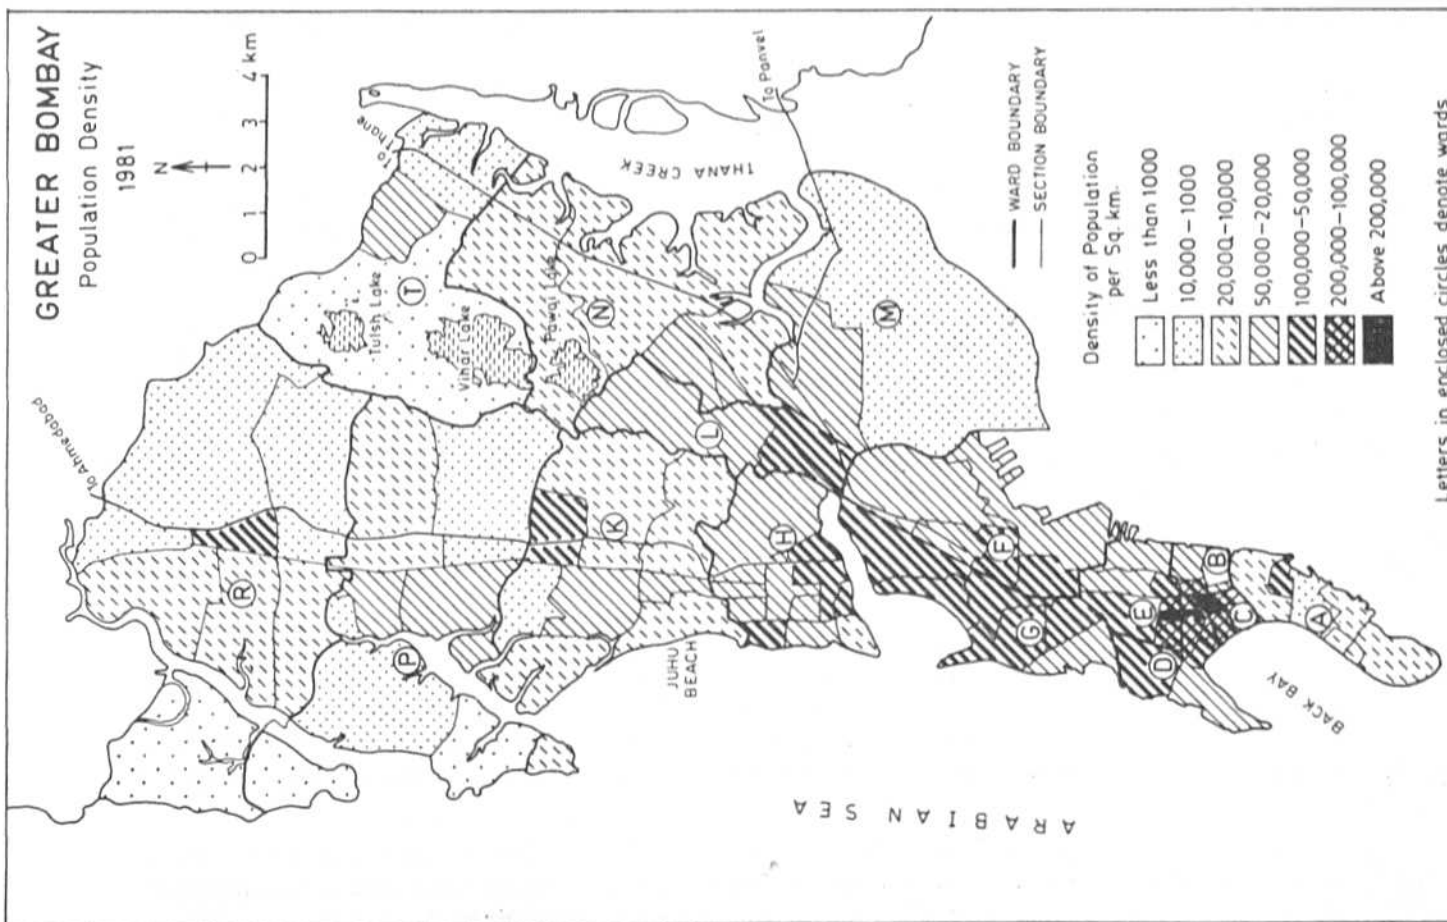 GREATER BOMBAY
Population Density
1981
N
0 1 2 3 4 km
To Ahmedabad
To Thane
To Panvel
THANA CREEK
Tulsh Lake
Vihar Lake
Powai Lake
T
N
M
L
R
P
K
H
F
G
E
D
C
B
A
JUHU
BEACH
BACK BAY
ARABIAN SEA
WARD BOUNDARY
SECTION BOUNDARY
Density of Population
per Sq. km.
Less than 1000
10,000-1000
20,000-10,000
50,000-20,000
100,000-50,000
200,000-100,000
Above 200,000
Letters in enclosed circles denote words